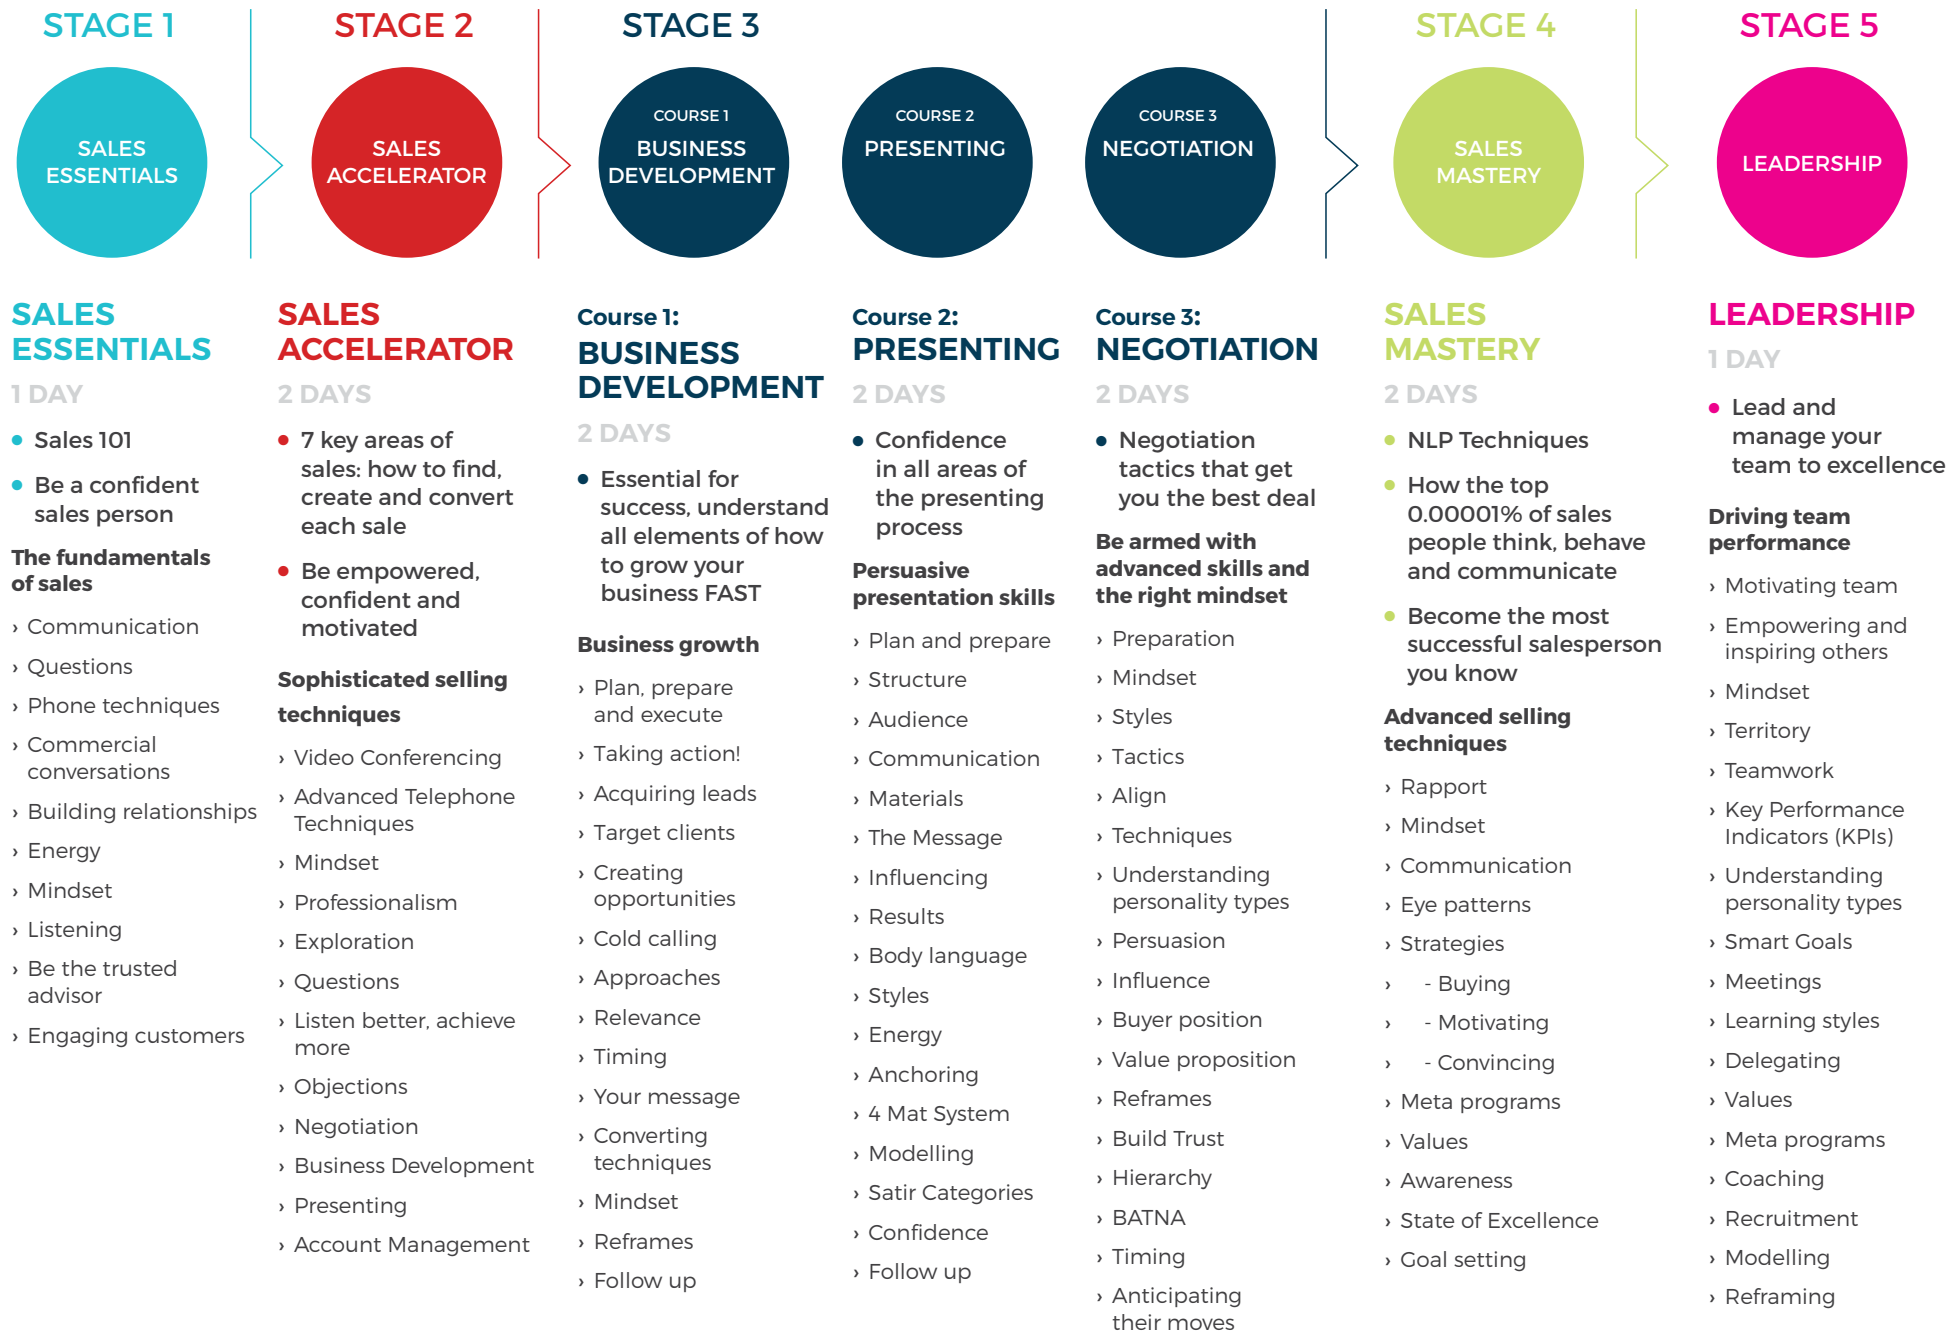 STAGE 1
STAGE 2
STAGE 3
STAGE 4
STAGE 5
SALES
ESSENTIALS
SALES
ACCELERATOR
COURSE 1
BUSINESS
DEVELOPMENT
COURSE 2
PRESENTING
COURSE 3
NEGOTIATION
SALES
MASTERY
LEADERSHIP
SALES
ESSENTIALS
1 DAY
• Sales 101
• Be a confident
sales person
The fundamentals
of sales
› Communication
› Questions
› Phone techniques
› Commercial
conversations
› Building relationships
› Energy
› Mindset
› Listening
› Be the trusted
advisor
› Engaging customers
SALES
ACCELERATOR
2 DAYS
• 7 key areas of
sales: how to find,
create and convert
each sale
• Be empowered,
confident and
motivated
Sophisticated selling
techniques
› Video Conferencing
› Advanced Telephone
Techniques
› Mindset
› Professionalism
› Exploration
› Questions
› Listen better, achieve
more
› Objections
› Negotiation
› Business Development
› Presenting
› Account Management
Course 1:
BUSINESS
DEVELOPMENT
2 DAYS
• Essential for
success, understand
all elements of how
to grow your
business FAST
Business growth
› Plan, prepare
and execute
› Taking action!
› Acquiring leads
› Target clients
› Creating
opportunities
› Cold calling
› Approaches
› Relevance
› Timing
› Your message
› Converting
techniques
› Mindset
› Reframes
› Follow up
Course 2:
PRESENTING
2 DAYS
• Confidence
in all areas of
the presenting
process
Persuasive
presentation skills
› Plan and prepare
› Structure
› Audience
› Communication
› Materials
› The Message
› Influencing
› Results
› Body language
› Styles
› Energy
› Anchoring
› 4 Mat System
› Modelling
› Satir Categories
› Confidence
› Follow up
Course 3:
NEGOTIATION
2 DAYS
• Negotiation
tactics that get
you the best deal
Be armed with
advanced skills and
the right mindset
› Preparation
› Mindset
› Styles
› Tactics
› Align
› Techniques
› Understanding
personality types
› Persuasion
› Influence
› Buyer position
› Value proposition
› Reframes
› Build Trust
› Hierarchy
› BATNA
› Timing
› Anticipating
their moves
SALES
MASTERY
2 DAYS
• NLP Techniques
• How the top
0.00001% of sales
people think, behave
and communicate
• Become the most
successful salesperson
you know
Advanced selling
techniques
› Rapport
› Mindset
› Communication
› Eye patterns
› Strategies
› - Buying
› - Motivating
› - Convincing
› Meta programs
› Values
› Awareness
› State of Excellence
› Goal setting
LEADERSHIP
1 DAY
• Lead and
manage your
team to excellence
Driving team
performance
› Motivating team
› Empowering and
inspiring others
› Mindset
› Territory
› Teamwork
› Key Performance
Indicators (KPIs)
› Understanding
personality types
› Smart Goals
› Meetings
› Learning styles
› Delegating
› Values
› Meta programs
› Coaching
› Recruitment
› Modelling
› Reframing